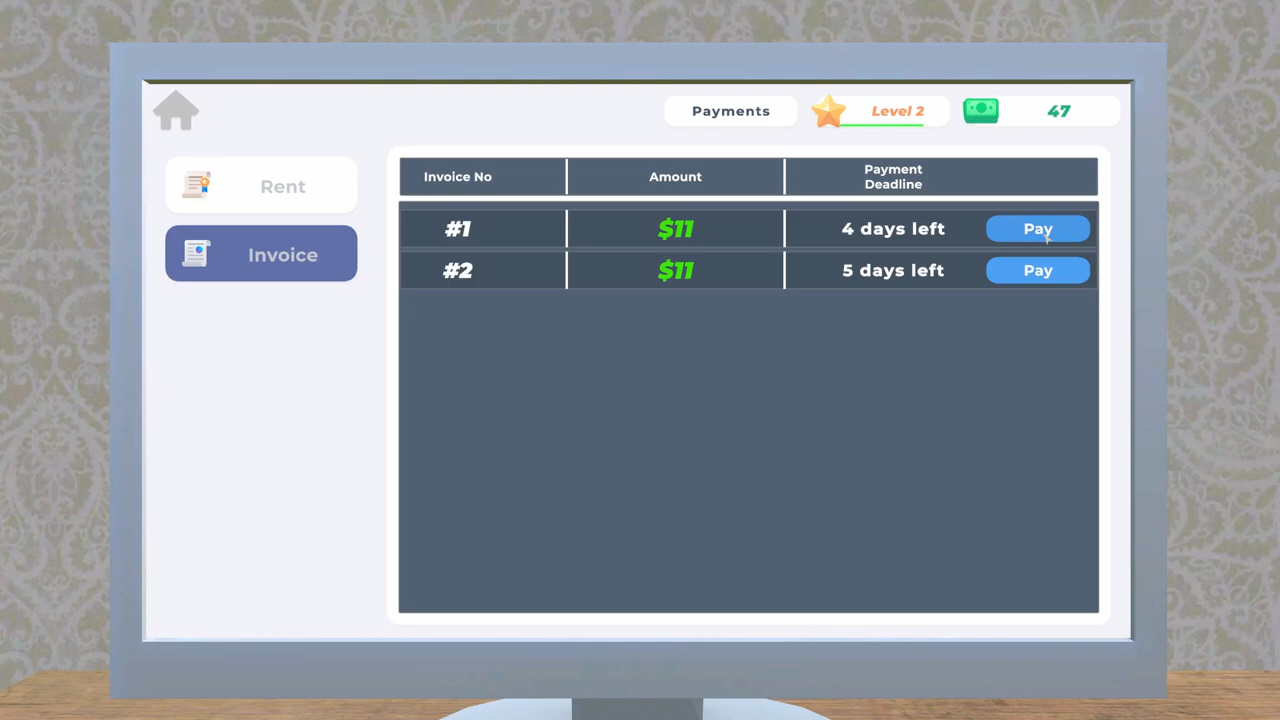 Payments
Level 2
47
Rent
Invoice
Invoice No Amount Payment Deadline
#1 $11 4 days left Pay
#2 $11 5 days left Pay